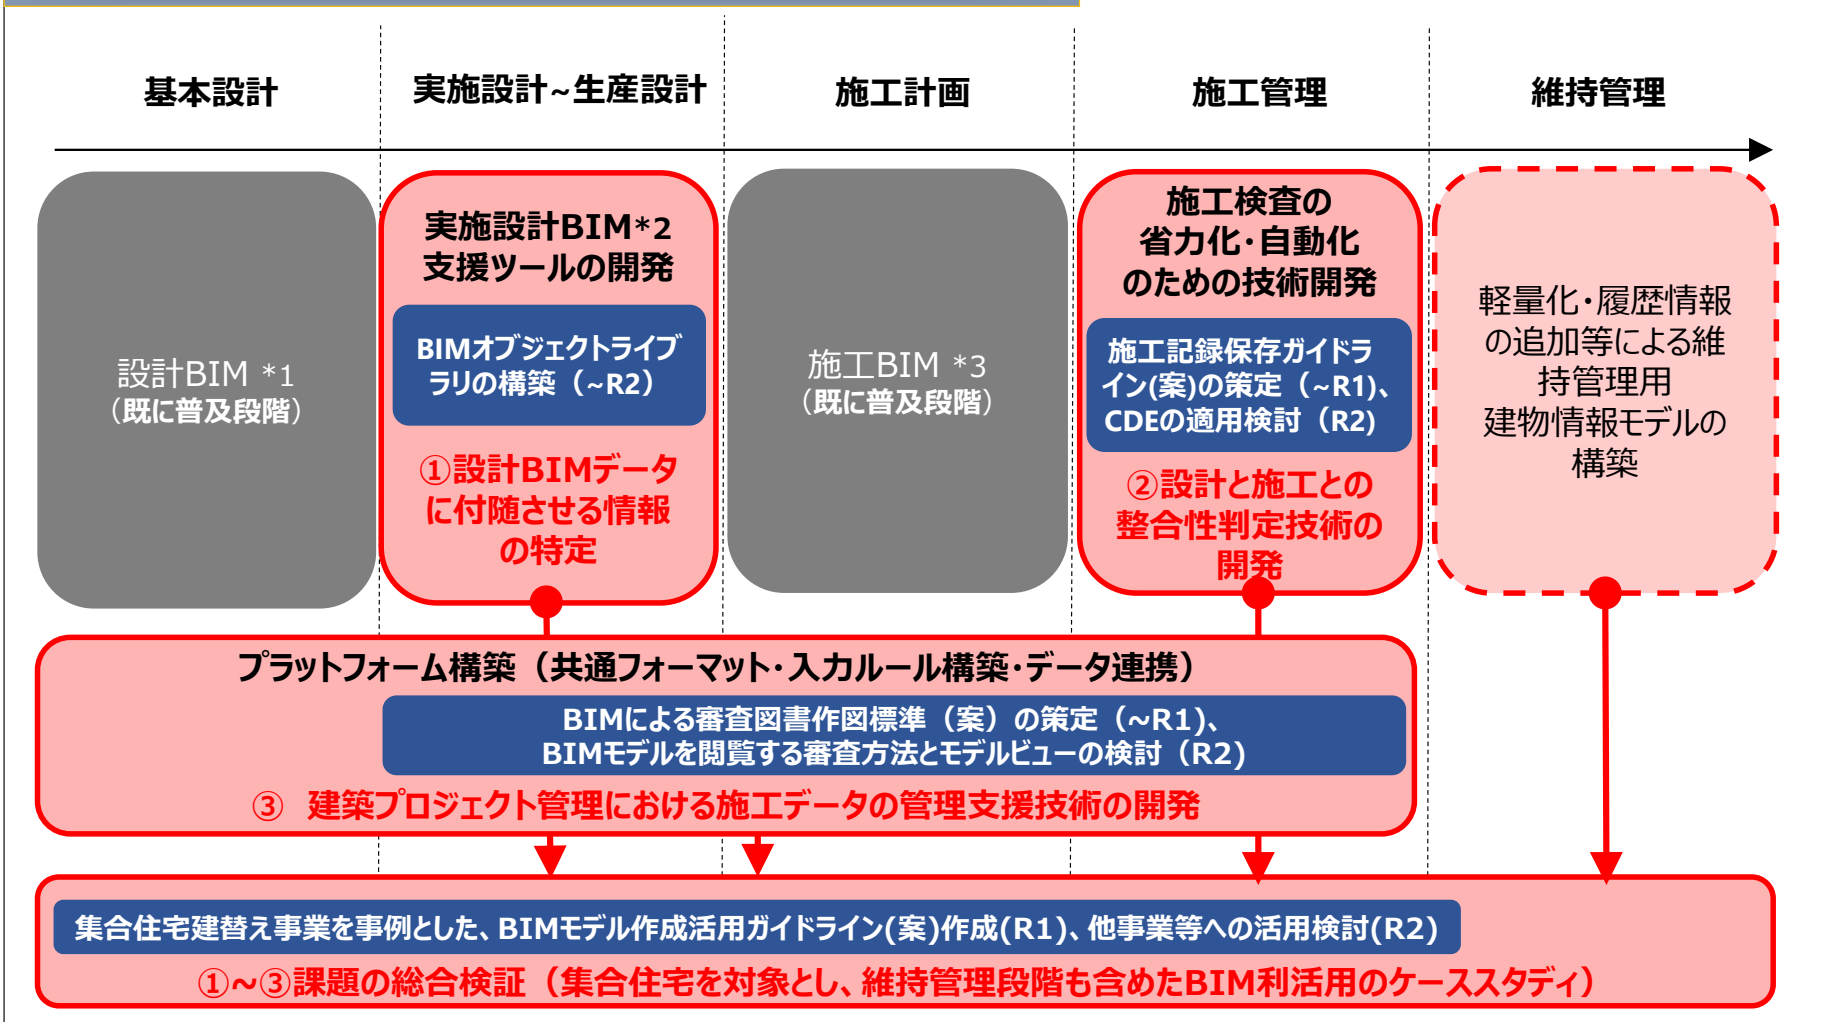 基本設計
実施設計~生産設計
施工計画
施工管理
維持管理
設計BIM *1
（既に普及段階）
実施設計BIM*2
支援ツールの開発
BIMオブジェクトライブ
ラリの構築（~R2）
①設計BIMデータ
に付随させる情報
の特定
施工BIM *3
（既に普及段階）
施工検査の
省力化・自動化
のための技術開発
施工記録保存ガイドラ
イン(案)の策定（~R1)、
CDEの適用検討（R2)
②設計と施工との
整合性判定技術の
開発
軽量化・履歴情報
の追加等による維
持管理用
建物情報モデルの
構築
プラットフォーム構築（共通フォーマット・入力ルール構築・データ連携）
BIMによる審査図書作図標準（案）の策定（~R1)、
BIMモデルを閲覧する審査方法とモデルビューの検討（R2)
③　建築プロジェクト管理における施工データの管理支援技術の開発
集合住宅建替え事業を事例とした、BIMモデル作成活用ガイドライン(案)作成(R1)、他事業等への活用検討(R2)
①~③課題の総合検証（集合住宅を対象とし、維持管理段階も含めたBIM利活用のケーススタディ）